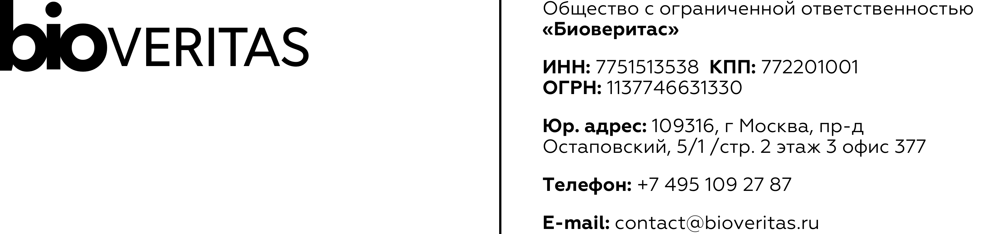 bioVERITAS
Общество с ограниченной ответственностью
«Биоверитас»
ИНН: 7751513538 КПП: 772201001
ОГРН: 1137746631330
Юр. адрес: 109316, г Москва, пр-д
Остаповский, 5/1 /стр. 2 этаж 3 офис 377
Телефон: +7 495 109 27 87
E-mail: contact@bioveritas.ru